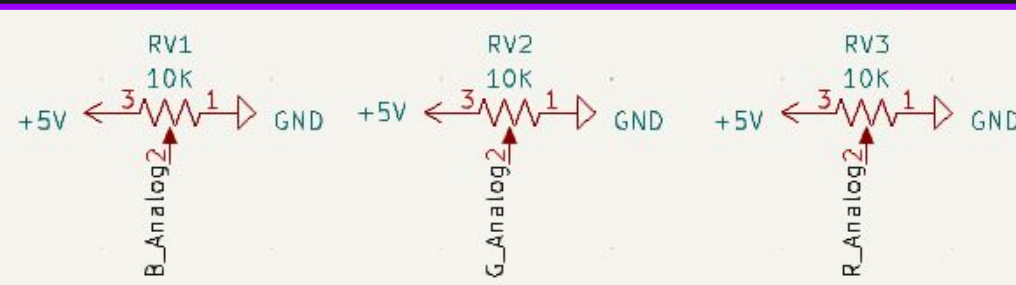 RV1
10K
+5V
3
1
GND
2
B_Analog
RV2
10K
+5V
3
1
GND
2
G_Analog
RV3
10K
+5V
3
1
GND
2
R_Analog